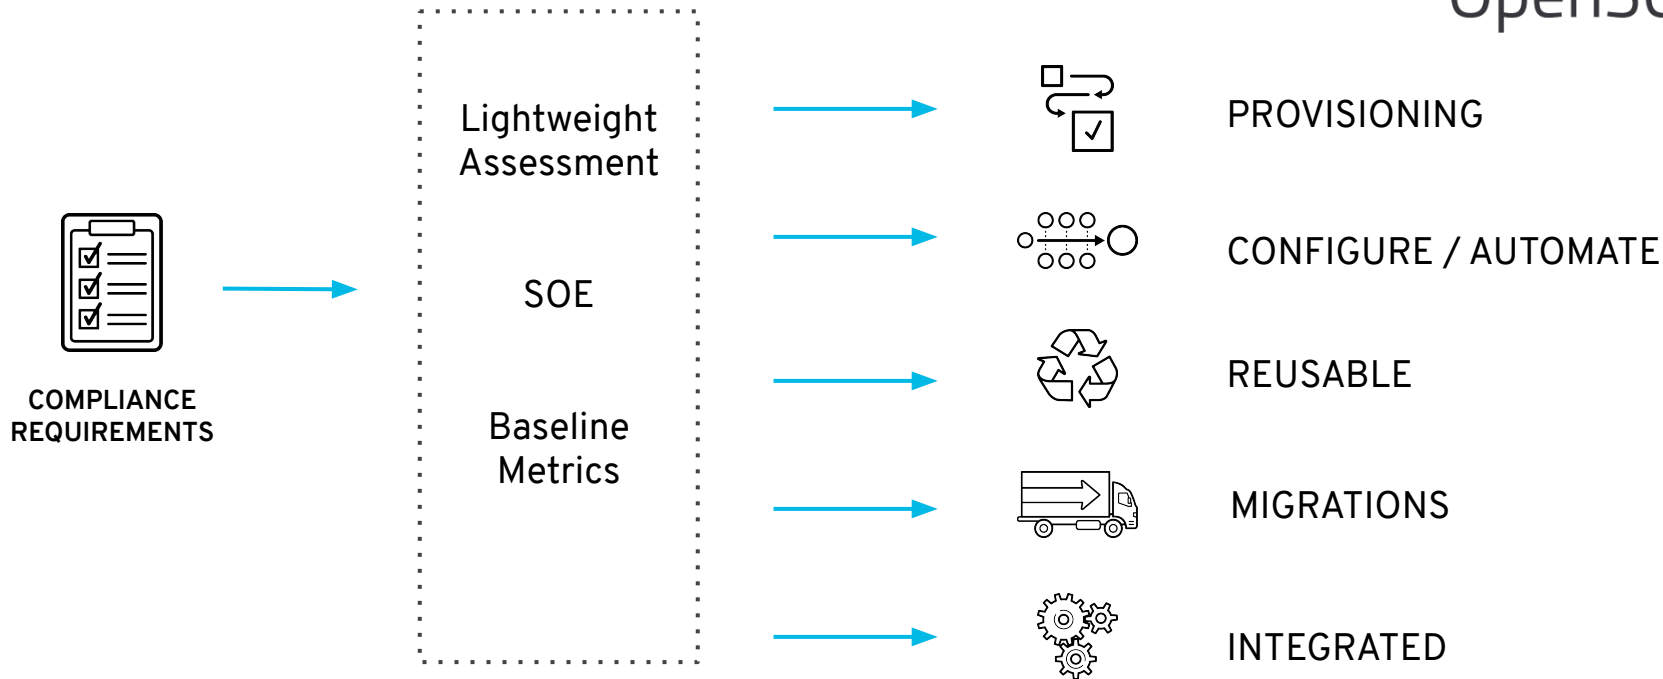 Lightweight
Assessment
SOE
Baseline
Metrics
COMPLIANCE
REQUIREMENTS
PROVISIONING
CONFIGURE / AUTOMATE
REUSABLE
MIGRATIONS
INTEGRATED